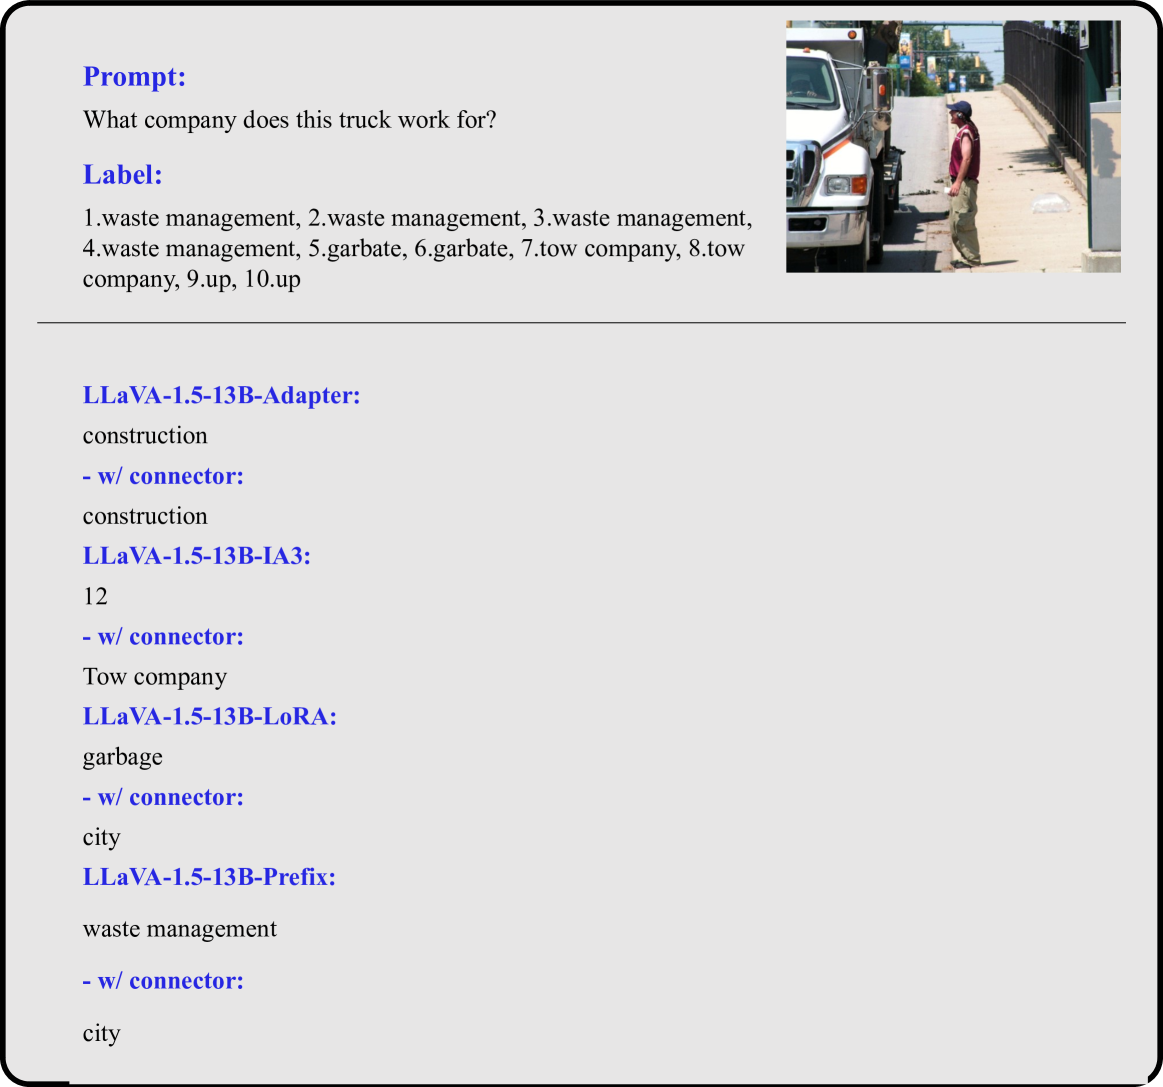 Prompt:
What company does this truck work for?
Label:
1.waste management, 2.waste management, 3.waste management,
4.waste management, 5.garbate, 6.garbate, 7.tow company, 8.tow
company, 9.up, 10.up
LLaVA-1.5-13B-Adapter:
construction
- w/ connector:
construction
LLaVA-1.5-13B-IA3:
12
- w/ connector:
Tow company
LLaVA-1.5-13B-LoRA:
garbage
- w/ connector:
city
LLaVA-1.5-13B-Prefix:
waste management
- w/ connector:
city